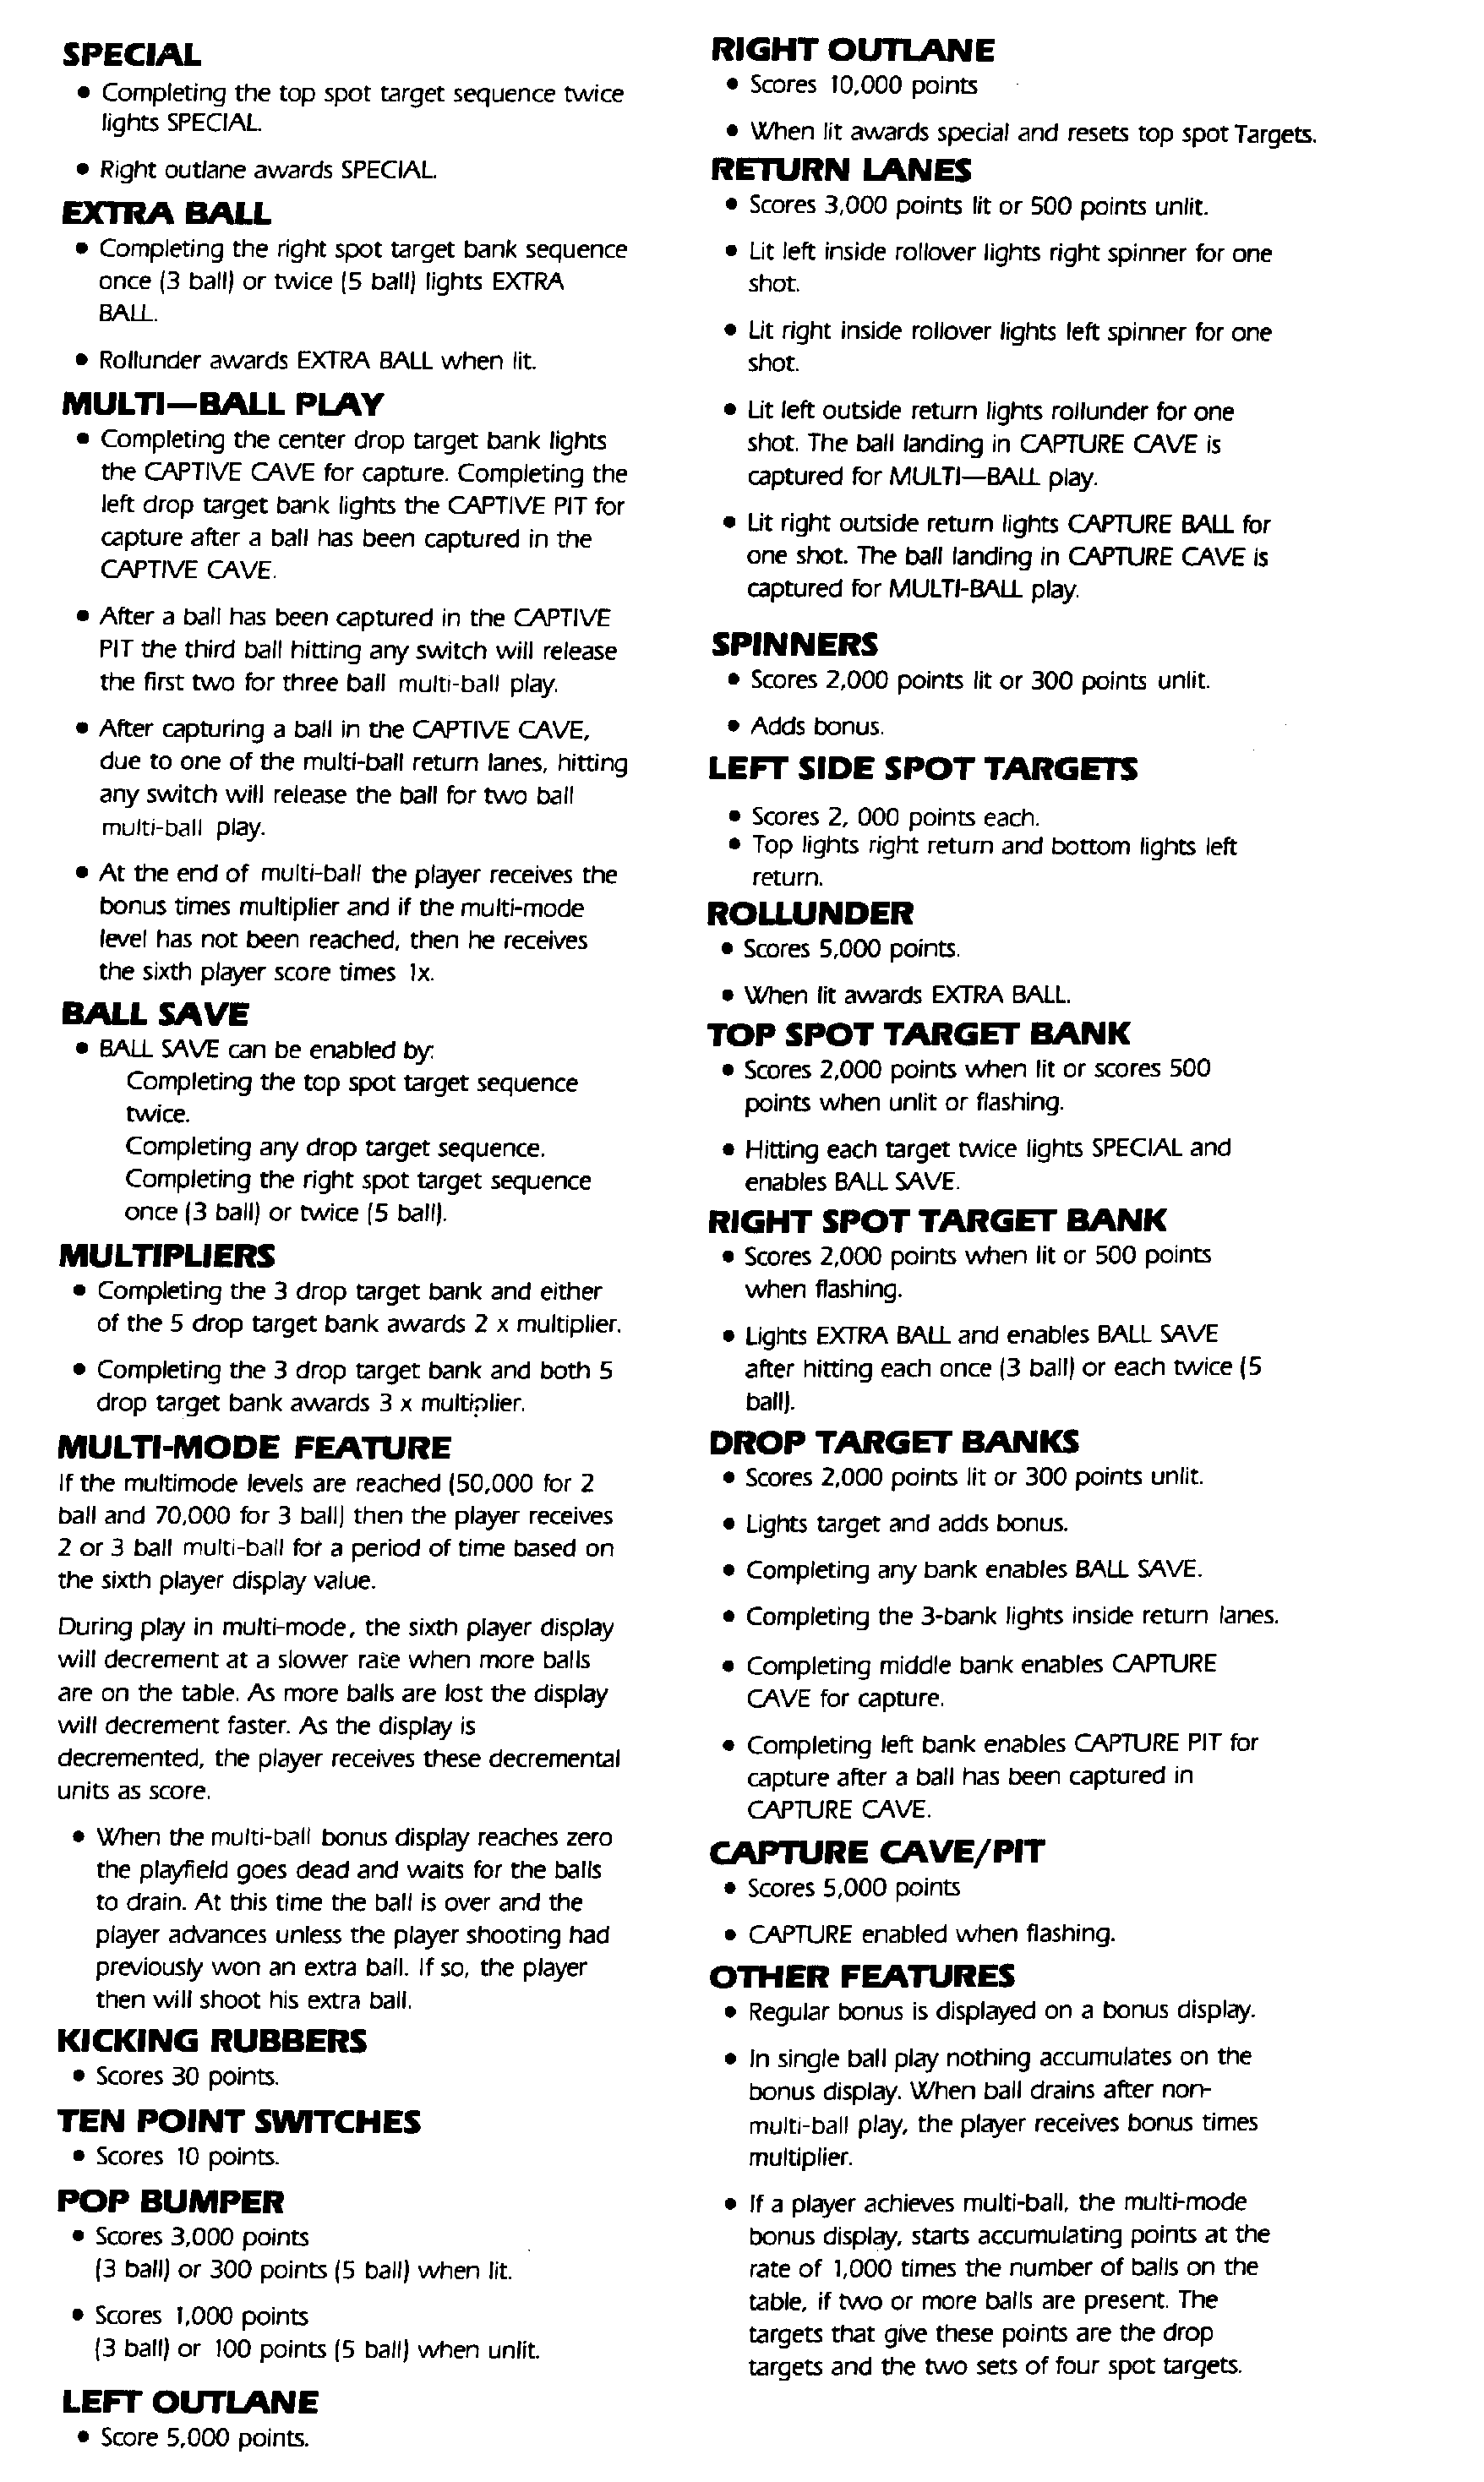 SPECIAL
• Completing the top spot target sequence twice
lights SPECIAL.
• Right outlane awards SPECIAL.
EXTRA BALL
• Completing the right spot target bank sequence
once (3 ball) or twice (5 ball) lights EXTRA
BALL.
• Rollunder awards EXTRA BALL when lit.
MULTI—BALL PLAY
• Completing the center drop target bank lights
the CAPTIVE CAVE for capture. Completing the
left drop target bank lights the CAPTIVE PIT for
capture after a ball has been captured in the
CAPTIVE CAVE.
• After a ball has been captured in the CAPTIVE
PIT the third ball hitting any switch will release
the first two for three ball multi-ball play.
• After capturing a ball in the CAPTIVE CAVE,
due to one of the multi-ball return lanes, hitting
any switch will release the ball for two ball
multi-ball play.
• At the end of multi-ball the player receives the
bonus times multiplier and if the multi-mode
level has not been reached, then he receives
the sixth player score times 1x.
BALL SAVE
• BALL SAVE can be enabled by:
Completing the top spot target sequence
twice.
Completing any drop target sequence.
Completing the right spot target sequence
once (3 ball) or twice (5 ball).
MULTIPLIERS
• Completing the 3 drop target bank and either
of the 5 drop target bank awards 2 x multiplier.
• Completing the 3 drop target bank and both 5
drop target bank awards 3 x multiplier.
MULTI-MODE FEATURE
If the multimode levels are reached (50,000 for 2
ball and 70,000 for 3 ball) then the player receives
2 or 3 ball multi-ball for a period of time based on
the sixth player display value.
During play in multi-mode, the sixth player display
will decrement at a slower rate when more balls
are on the table. As more balls are lost the display
will decrement faster. As the display is
decremented, the player receives these decremental
units as score.
• When the multi-ball bonus display reaches zero
the playfield goes dead and waits for the balls
to drain. At this time the ball is over and the
player advances unless the player shooting had
previously won an extra ball. If so, the player
then will shoot his extra ball.
KICKING RUBBERS
• Scores 30 points.
TEN POINT SWITCHES
• Scores 10 points.
POP BUMPER
• Scores 3,000 points
(3 ball) or 300 points (5 ball) when lit.
• Scores 1,000 points
(3 ball) or 100 points (5 ball) when unlit.
LEFT OUTLANE
• Score 5,000 points.
RIGHT OUTLANE
• Scores 10,000 points
• When lit awards special and resets top spot Targets.
RETURN LANES
• Scores 3,000 points lit or 500 points unlit.
• Lit left inside rollover lights right spinner for one
shot.
• Lit right inside rollover lights left spinner for one
shot.
• Lit left outside return lights rollunder for one
shot. The ball landing in CAPTURE CAVE is
captured for MULTI—BALL play.
• Lit right outside return lights CAPTURE BALL for
one shot. The ball landing in CAPTURE CAVE is
captured for MULTI-BALL play.
SPINNERS
• Scores 2,000 points lit or 300 points unlit.
• Adds bonus.
LEFT SIDE SPOT TARGETS
• Scores 2, 000 points each.
• Top lights right return and bottom lights left
return.
ROLLUNDER
• Scores 5,000 points.
• When lit awards EXTRA BALL.
TOP SPOT TARGET BANK
• Scores 2,000 points when lit or scores 500
points when unlit or flashing.
• Hitting each target twice lights SPECIAL and
enables BALL SAVE.
RIGHT SPOT TARGET BANK
• Scores 2,000 points when lit or 500 points
when flashing.
• Lights EXTRA BALL and enables BALL SAVE
after hitting each once (3 ball) or each twice (5
ball).
DROP TARGET BANKS
• Scores 2,000 points lit or 300 points unlit.
• Lights target and adds bonus.
• Completing any bank enables BALL SAVE.
• Completing the 3-bank lights inside return lanes.
• Completing middle bank enables CAPTURE
CAVE for capture.
• Completing left bank enables CAPTURE PIT for
capture after a ball has been captured in
CAPTURE CAVE.
CAPTURE CAVE/PIT
• Scores 5,000 points
• CAPTURE enabled when flashing.
OTHER FEATURES
• Regular bonus is displayed on a bonus display.
• In single ball play nothing accumulates on the
bonus display. When ball drains after non-
multi-ball play, the player receives bonus times
multiplier.
• If a player achieves multi-ball, the multi-mode
bonus display, starts accumulating points at the
rate of 1,000 times the number of balls on the
table, if two or more balls are present. The
targets that give these points are the drop
targets and the two sets of four spot targets.